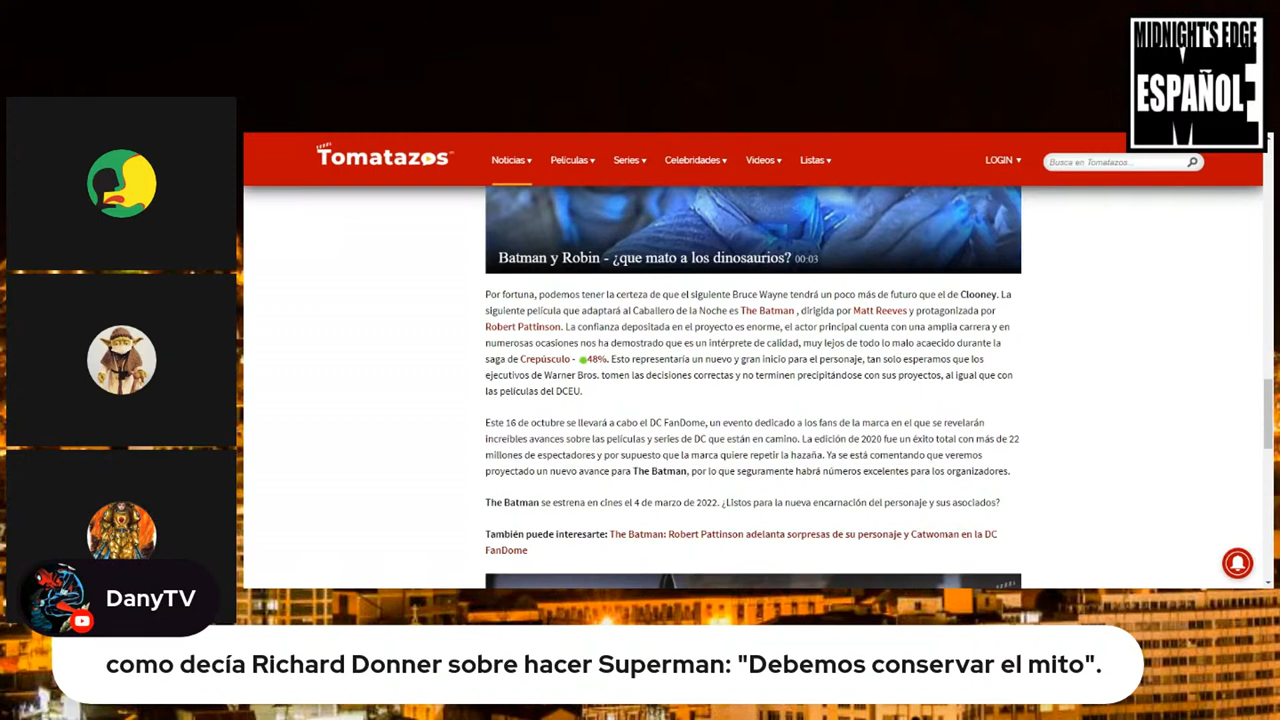 MIDNIGHT'S EDGE
ESPAÑOL
Tomatazos
Noticias Películas Series Celebridades Videos Listas LOGIN Busca en Tomatazos...
Batman y Robin - ¿que mato a los dinosaurios? 00:03
Por fortuna, podemos tener la certeza de que el siguiente Bruce Wayne tendrá un poco más de futuro que el de Clooney. La
siguiente película que adaptará al Caballero de la Noche es The Batman , dirigida por Matt Reeves y protagonizada por
Robert Pattinson. La confianza depositada en el proyecto es enorme, el actor principal cuenta con una amplia carrera y en
numerosas ocasiones nos ha demostrado que es un intérprete de calidad, muy lejos de todo lo malo acaecido durante la
saga de Crepúsculo - 48%. Esto representaría un nuevo y gran inicio para el personaje, tan solo esperamos que los
ejecutivos de Warner Bros. tomen las decisiones correctas y no terminen precipitándose con sus proyectos, al igual que con
las películas del DCEU.
Este 16 de octubre se llevará a cabo el DC FanDome, un evento dedicado a los fans de la marca en el que se revelarán
increíbles avances sobre las películas y series de DC que están en camino. La edición de 2020 fue un éxito total con más de 22
millones de espectadores y por supuesto que la marca quiere repetir la hazaña. Ya se está comentando que veremos
proyectado un nuevo avance para The Batman, por lo que seguramente habrá números excelentes para los organizadores.
The Batman se estrena en cines el 4 de marzo de 2022. ¿Listos para la nueva encarnación del personaje y sus asociados?
También puede interesarte: The Batman: Robert Pattinson adelanta sorpresas de su personaje y Catwoman en la DC
FanDome
DanyTV
como decía Richard Donner sobre hacer Superman: "Debemos conservar el mito".